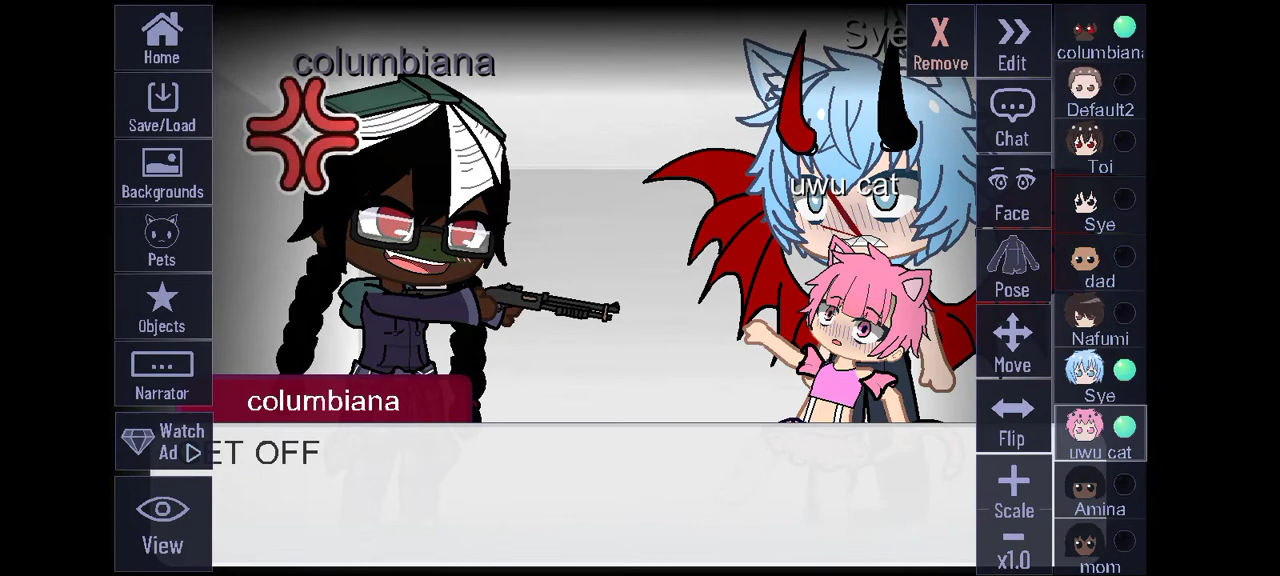 Home
Save/Load
Backgrounds
Pets
Objects
Narrator
Watch
Ad
View
columbiana
Sye
uwu cat
columbiana
ET OFF
X
Remove
Edit
Chat
Face
Pose
Move
Flip
Scale
x1.0
columbian
Default2
Toi
Sye
dad
Nafumi
Sye
uwu cat
Amina
mom